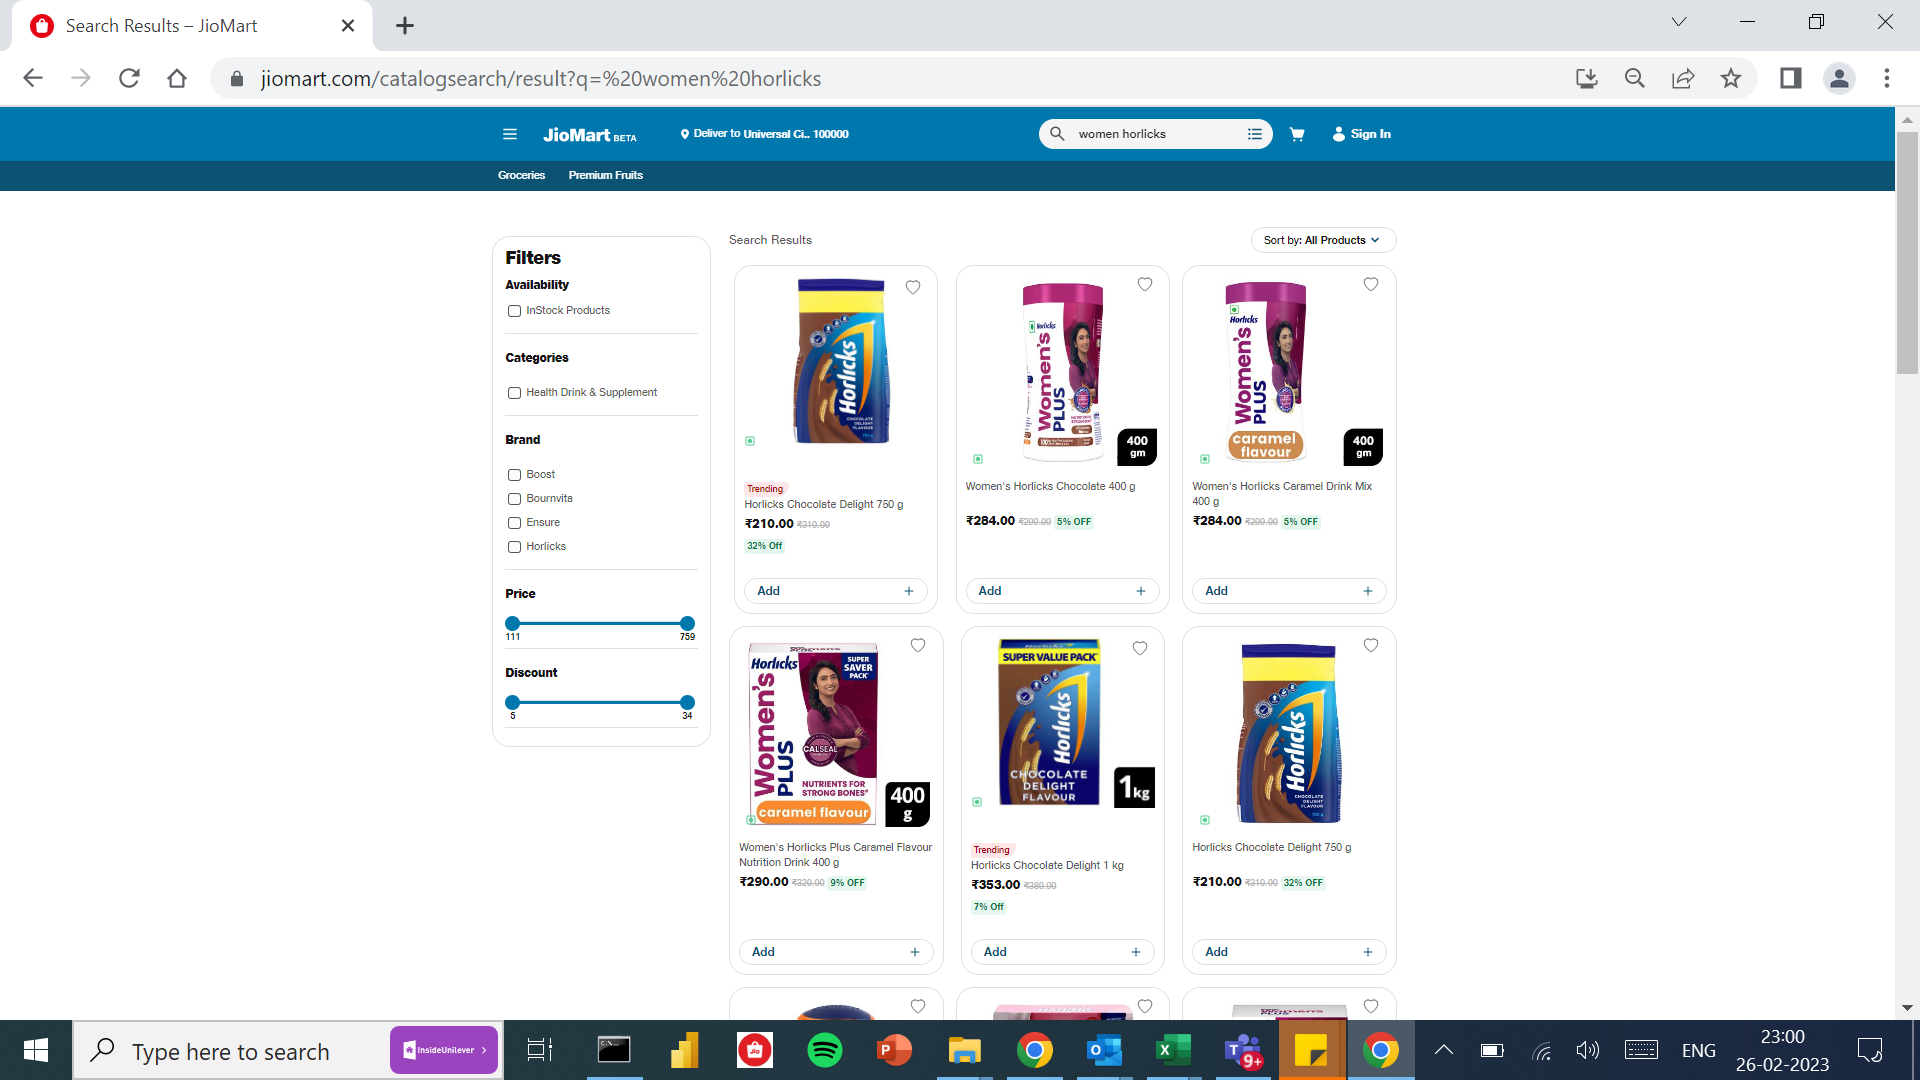 Search Results – JioMart
jiomart.com/catalogsearch/result?q=%20women%20horlicks
JioMart BETA
Deliver to Universal Ci.. 100000
women horlicks
Sign In
Groceries
Premium Fruits
Filters
Availability
InStock Products
Categories
Health Drink & Supplement
Brand
Boost
Bournvita
Ensure
Horlicks
Price
111
759
Discount
5
34
Search Results
Sort by: All Products
Horlicks
CHOCOLATE
DELIGHT FLAVOUR
Trending
Horlicks Chocolate Delight 750 g
₹210.00 ₹310.00
32% Off
Add +
Horlicks
Women's
PLUS
400
gm
Women's Horlicks Chocolate 400 g
₹284.00 ₹299.00 5% OFF
Add +
Horlicks
Women's
PLUS
caramel
flavour
400
gm
Women's Horlicks Caramel Drink Mix
400 g
₹284.00 ₹299.00 5% OFF
Add +
Horlicks
SUPER
SAVER
PACK*
Women's
PLUS
CALSEAL
NUTRIENTS FOR
STRONG BONES*
caramel flavour
400
g
Women's Horlicks Plus Caramel Flavour
Nutrition Drink 400 g
₹290.00 ₹320.00 9% OFF
Add +
SUPER VALUE PACK*
Horlicks
CHOCOLATE
DELIGHT
FLAVOUR
1kg
Trending
Horlicks Chocolate Delight 1 kg
₹353.00 ₹380.00
7% Off
Add +
Horlicks
CHOCOLATE
DELIGHT FLAVOUR
Horlicks Chocolate Delight 750 g
₹210.00 ₹310.00 32% OFF
Add +
Type here to search
InsideUnilever
9+
ENG
23:00
26-02-2023